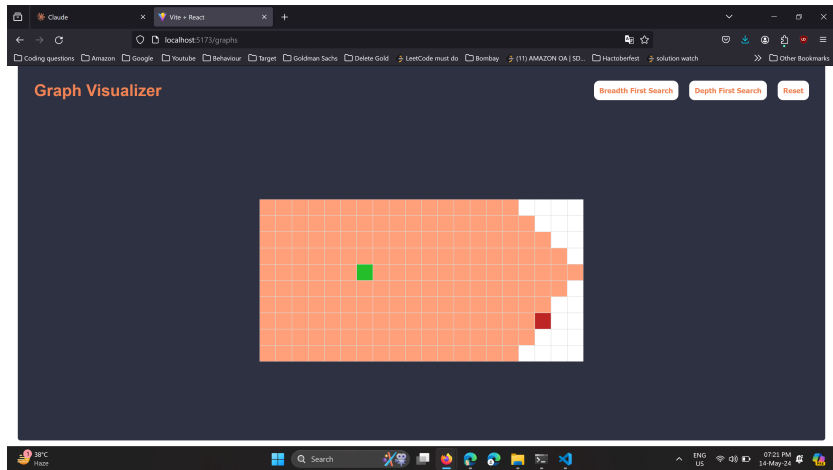 Claude
Vite + React
localhost:5173/graphs
Coding questions Amazon Google Youtube Behaviour Target Goldman Sachs Delete Gold LeetCode must do Bombay (11) AMAZON OA | SD... Hactoberfest solution watch Other Bookmarks
Graph Visualizer
Breadth First Search
Depth First Search
Reset
1
38°C
Haze
Search
ENG
US
07:21 PM
14-May-24